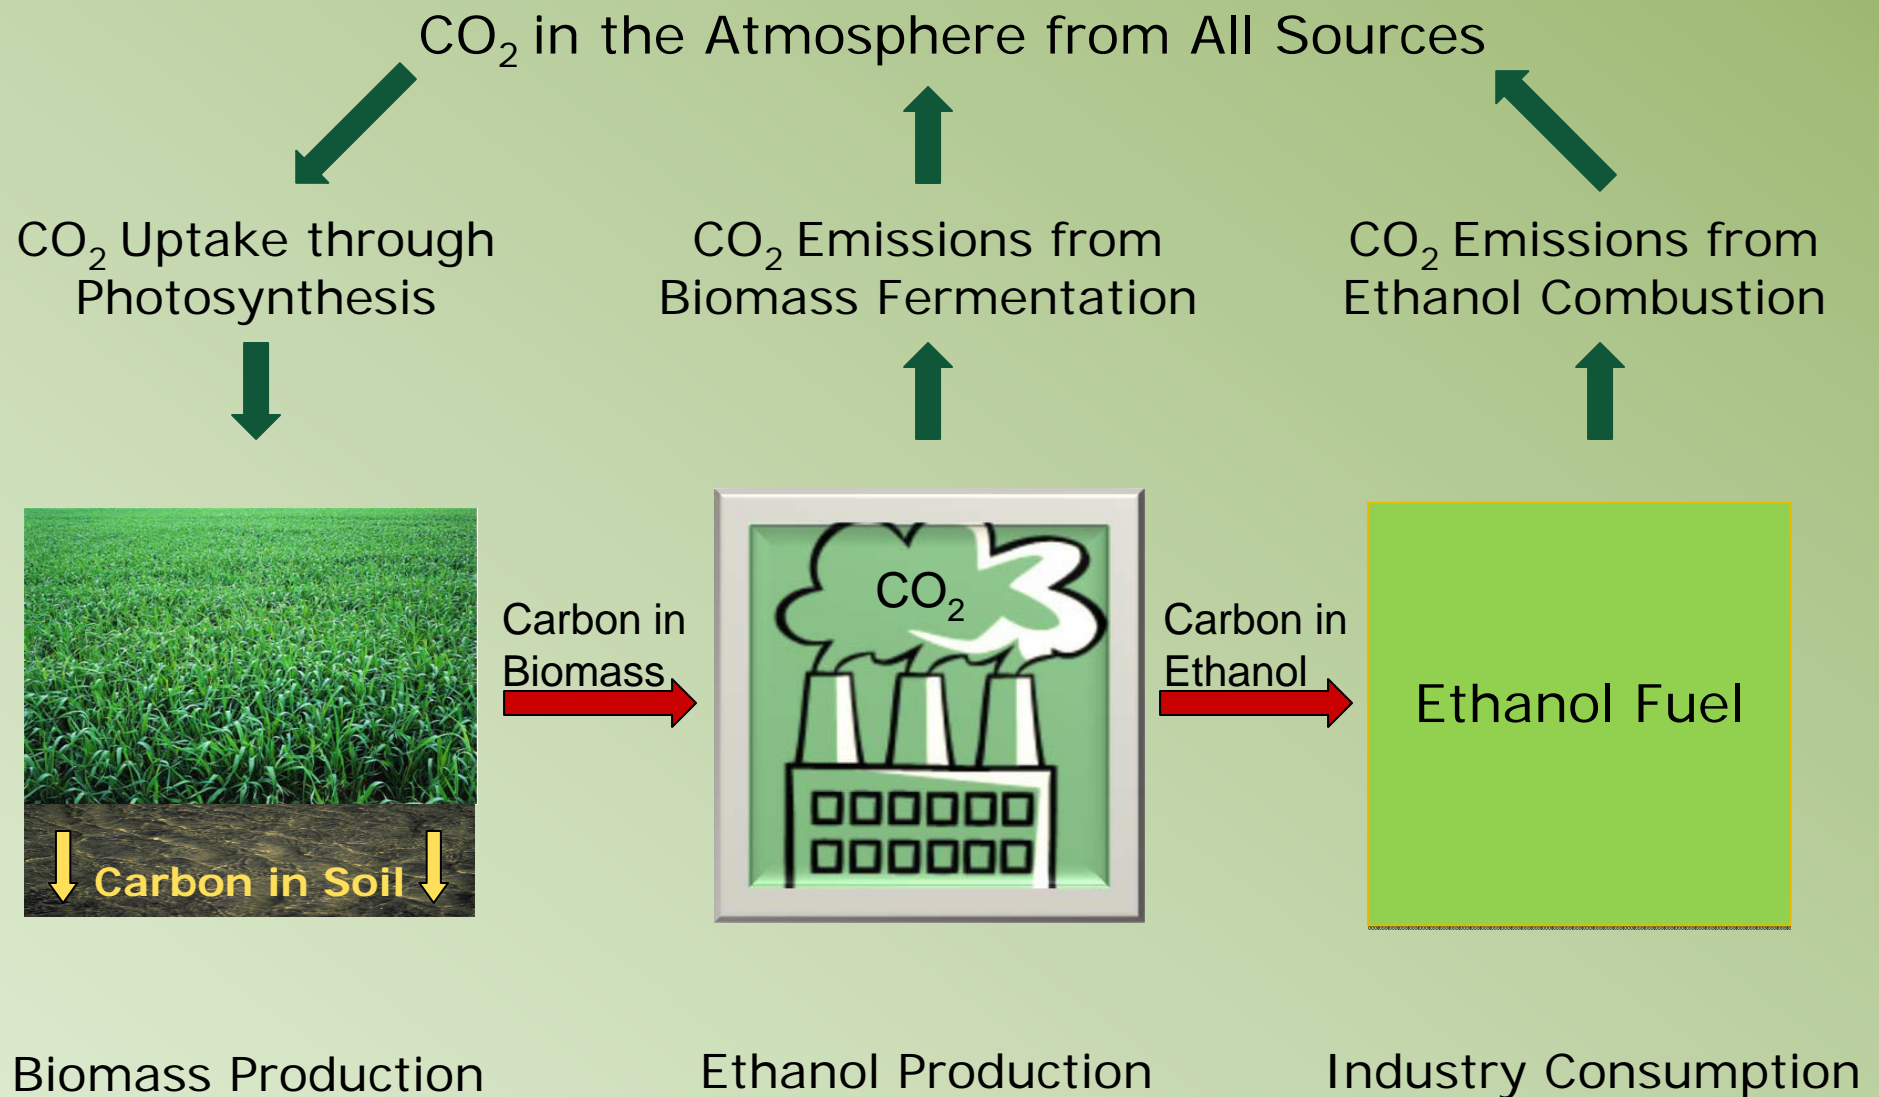 CO₂ in the Atmosphere from All Sources
CO₂ Uptake through
Photosynthesis
CO₂ Emissions from
Biomass Fermentation
CO₂ Emissions from
Ethanol Combustion
Carbon in
Biomass
CO₂
Carbon in
Ethanol
Ethanol Fuel
Carbon in Soil
Biomass Production
Ethanol Production
Industry Consumption